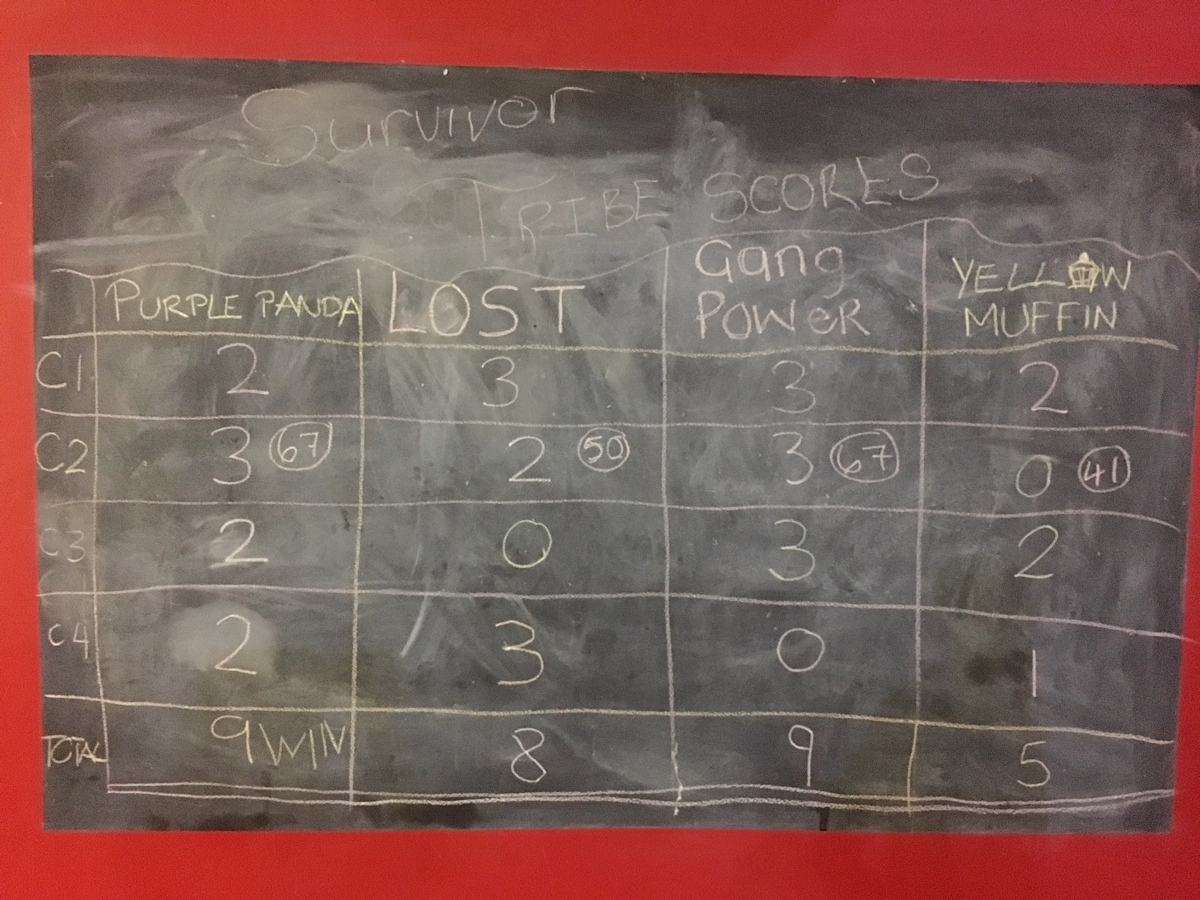 Survivor
TRIBE SCORES
PURPLE PANDA LOST Gang POWER YELLOW MUFFIN
C1 2 3 3 2
C2 3 67 2 50 3 67 0 41
C3 2 0 3 2
C4 2 3 0 1
TOTAL 9 WIN 8 9 5